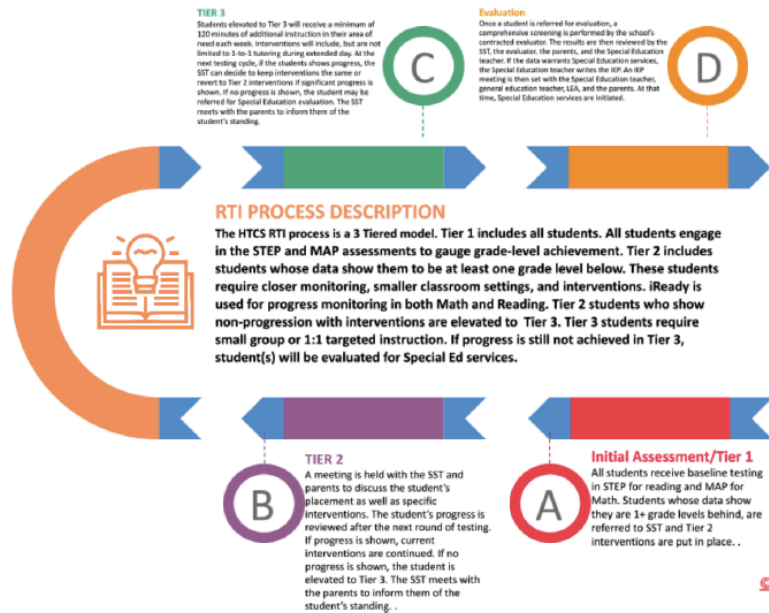 TIER 3
Students elevated to Tier 3 will receive a minimum of
120 minutes of additional instruction in their area of
need each week. Interventions will include, but are not
limited to 1-to-1 tutoring during extended day. At the
next testing cycle, if the students shows progress, the
SST can decide to keep interventions the same or
revert to Tier 2 interventions if significant progress is
shown. If no progress is shown, the student may be
referred for Special Education evaluation. The SST
meets with the parents to inform them of the
student's standing.
C
Evaluation
Once a student is referred for evaluation, a
comprehensive screening is performed by the school's
contracted evaluator. The results are then reviewed by the
SST, the evaluator, the parents, and the Special Education
teacher. If the data warrants Special Education services,
the Special Education teacher writes the IEP. An IEP
meeting is then set with the Special Education teacher,
general education teacher, LEA, and the parents. At that
time, Special Education services are initiated.
D
RTI PROCESS DESCRIPTION
The HTCS RTI process is a 3 Tiered model. Tier 1 includes all students. All students engage
in the STEP and MAP assessments to gauge grade-level achievement. Tier 2 includes
students whose data show them to be at least one grade level below. These students
require closer monitoring, smaller classroom settings, and interventions. iReady is
used for progress monitoring in both Math and Reading. Tier 2 students who show
non-progression with interventions are elevated to Tier 3. Tier 3 students require
small group or 1:1 targeted instruction. If progress is still not achieved in Tier 3,
student(s) will be evaluated for Special Ed services.
B
TIER 2
A meeting is held with the SST and
parents to discuss the student's
placement as well as specific
interventions. The student's progress is
reviewed after the next round of testing.
If progress is shown, current
interventions are continued. If no
progress is shown, the student is
elevated to Tier 3. The SST meets with
the parents to inform them of the
student's standing. .
A
Initial Assessment/Tier 1
All students receive baseline testing
in STEP for reading and MAP for
Math. Students whose data show
they are 1+ grade levels behind, are
referred to SST and Tier 2
interventions are put in place. .